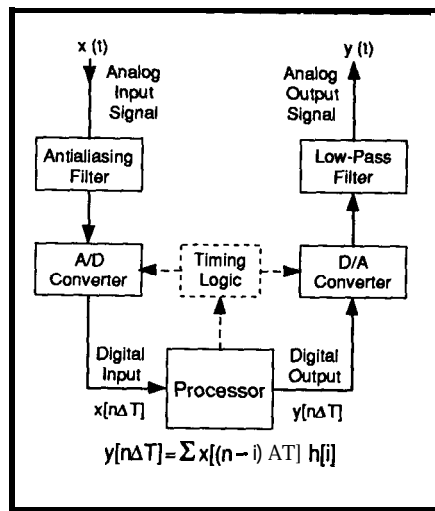 x (t)
Analog
Input
Signal
Antialiasing
Filter
A/D
Converter
Digital
Input
x[nΔT]
Processor
Timing
Logic
Digital
Output
y[nΔT]
D/A
Converter
Low-Pass
Filter
Analog
Output
Signal
y (t)
y[nΔT] = Σ x[(n – i) AT] h[i]